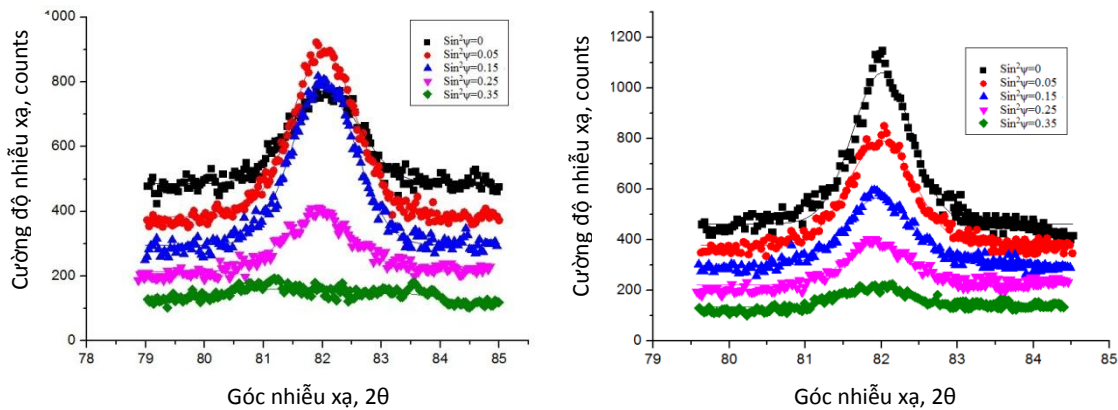 Cường độ nhiễu xạ, counts
1000
800
600
400
200
0
78
79
80
81
82
83
84
85
Góc nhiễu xạ, 2θ
Sin²ψ=0
Sin²ψ=0.05
Sin²ψ=0.15
Sin²ψ=0.25
Sin²ψ=0.35
Cường độ nhiễu xạ, counts
1200
1000
800
600
400
200
0
79
80
81
82
83
84
85
Góc nhiễu xạ, 2θ
Sin²ψ=0
Sin²ψ=0.05
Sin²ψ=0.15
Sin²ψ=0.25
Sin²ψ=0.35